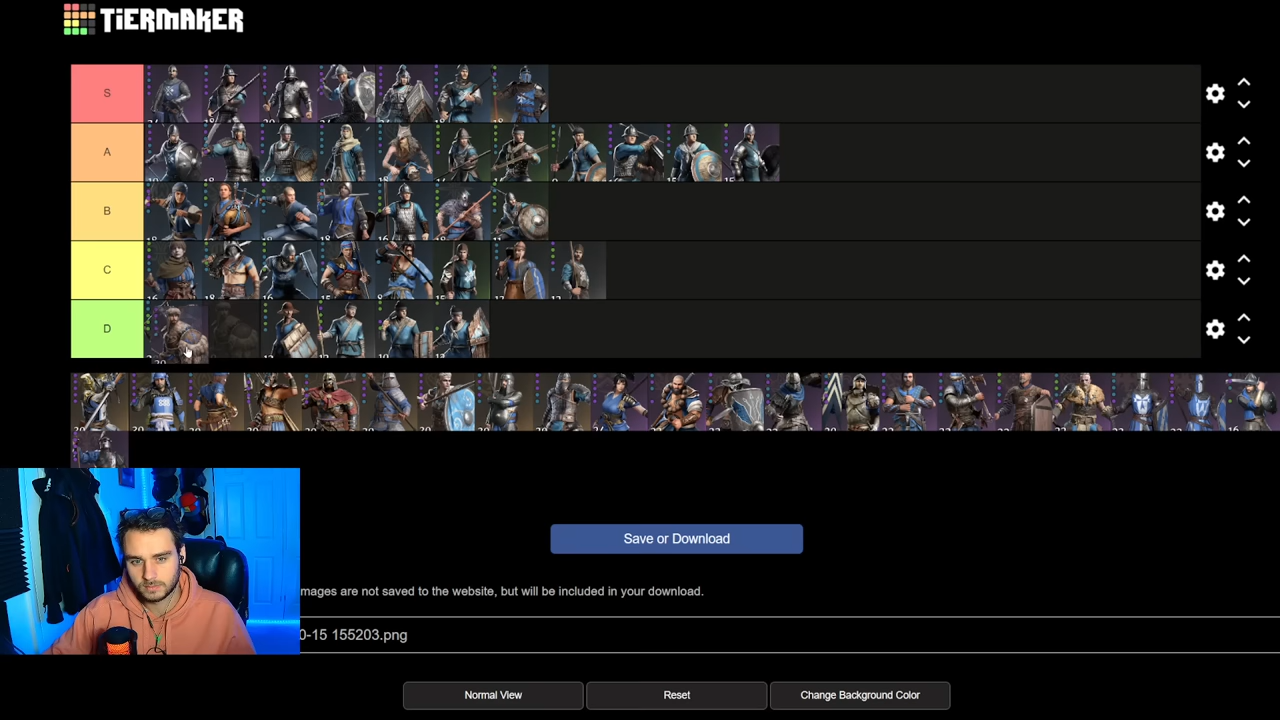 TiERMAKER
S
A
B
C
D
Save or Download
mages are not saved to the website, but will be included in your download.
0-15 155203.png
Normal View
Reset
Change Background Color